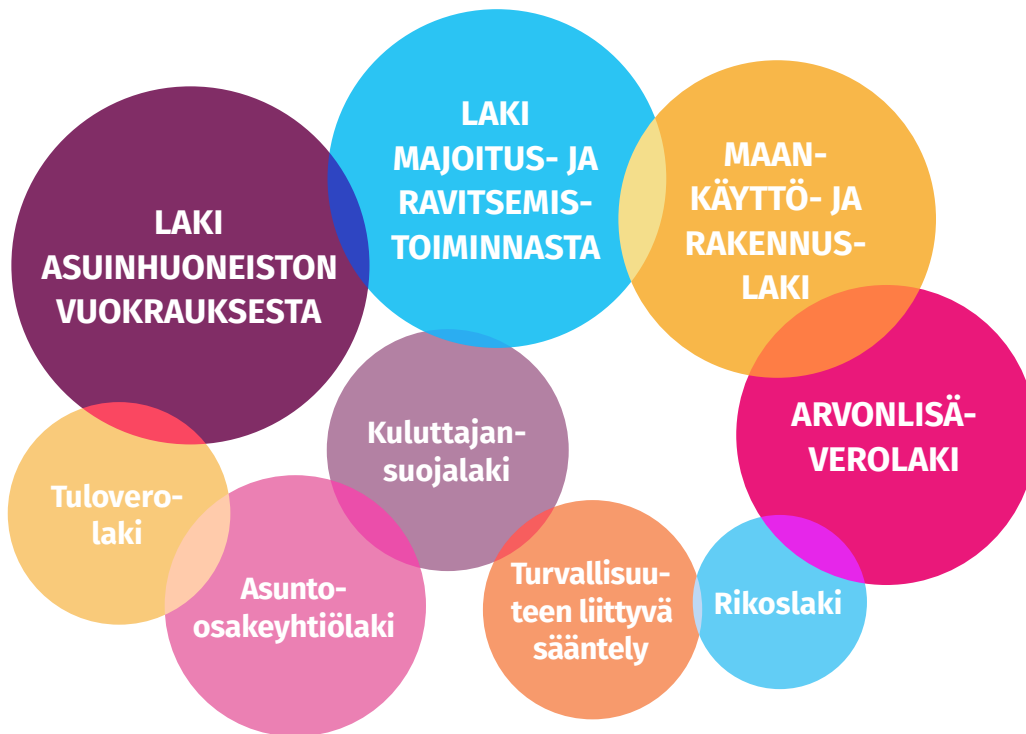 LAKI
ASUINHUONEISTON
VUOKRAUKSESTA
LAKI
MAJOITUS- JA
RAVITSEMIS-
TOIMINNASTA
MAAN-
KÄYTTÖ- JA
RAKENNUS-
LAKI
ARVONLISÄ-
VEROLAKI
Tulovero-
laki
Asunto-
osakeyhtiölaki
Kuluttajan-
suojalaki
Turvallisuu-
teen liittyvä
sääntely
Rikoslaki